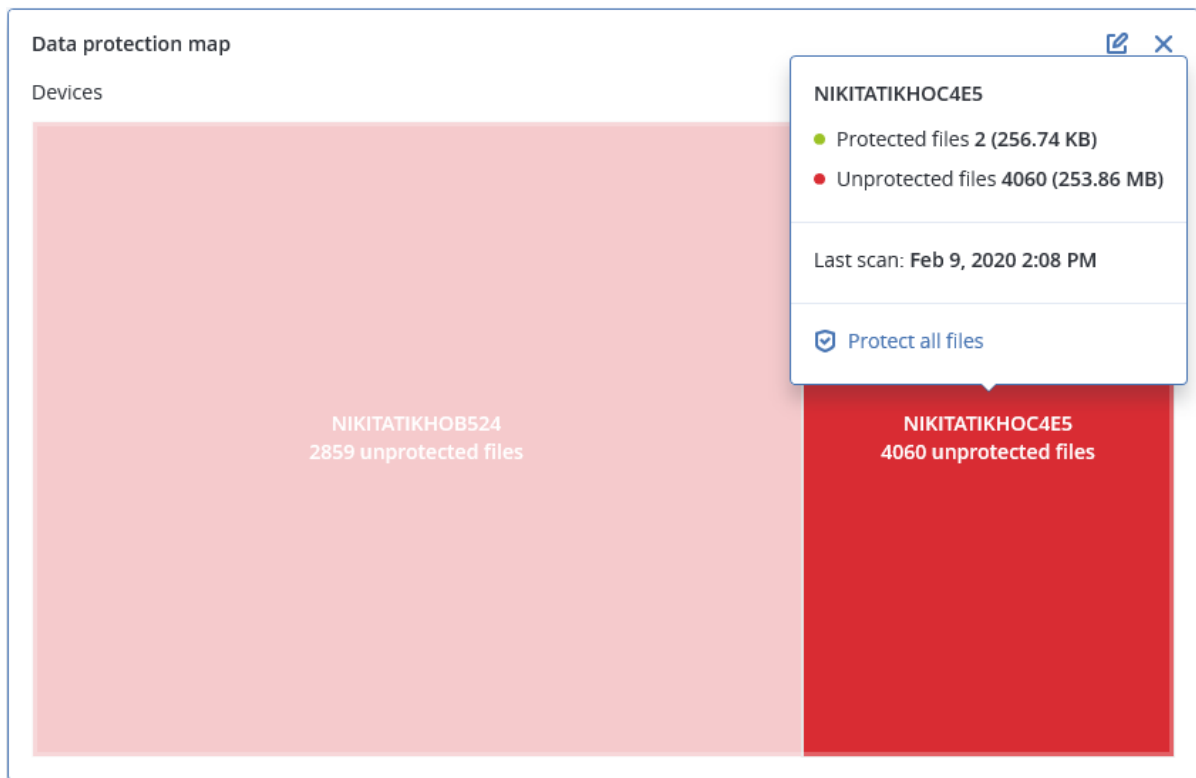 Data protection map
Devices
NIKITATIKHOC4E5
Protected files 2 (256.74 KB)
Unprotected files 4060 (253.86 MB)
Last scan: Feb 9, 2020 2:08 PM
Protect all files
NIKITATIKHOB524
2859 unprotected files
NIKITATIKHOC4E5
4060 unprotected files